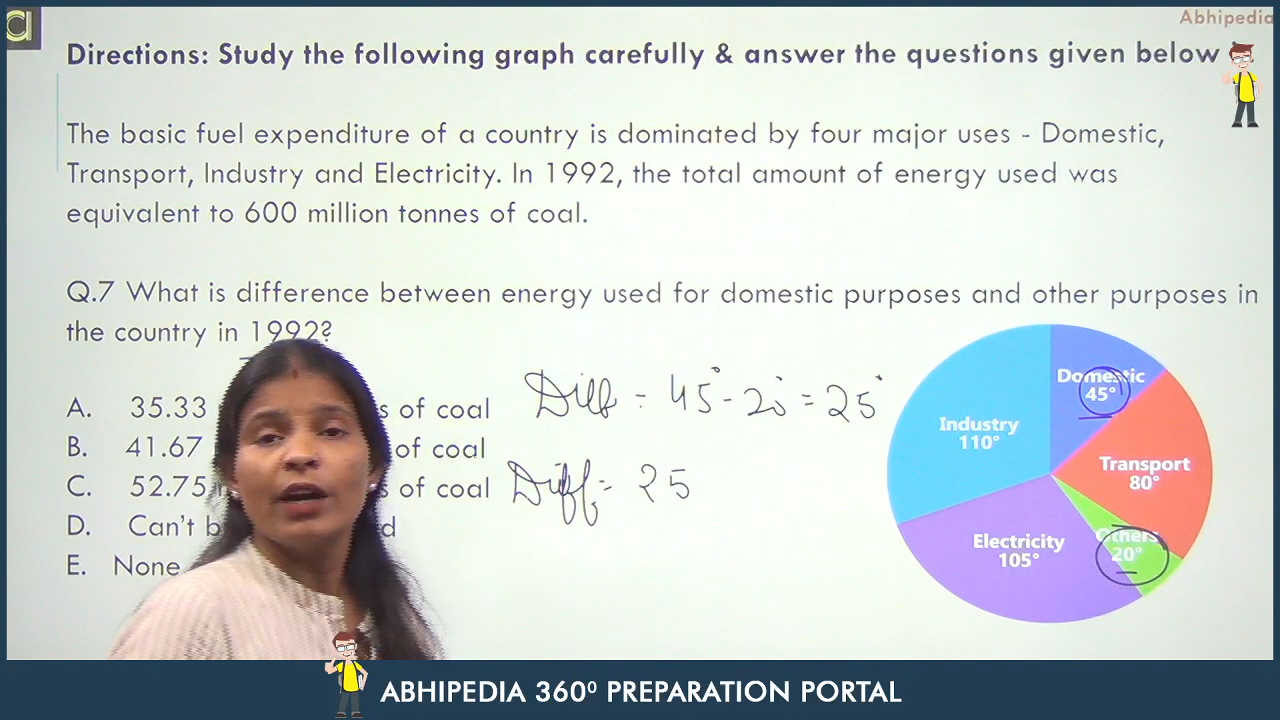 Abhipedia
Directions: Study the following graph carefully & answer the questions given below
The basic fuel expenditure of a country is dominated by four major uses - Domestic,
Transport, Industry and Electricity. In 1992, the total amount of energy used was
equivalent to 600 million tonnes of coal.
Q.7 What is difference between energy used for domestic purposes and other purposes in
the country in 1992?
A. 35.33 of coal
B. 41.67 of coal
C. 52.75 of coal
D. Can't
E. None
Diff = 45° - 20° = 25°
Diff = 25
Domestic
45°
Industry
110°
Transport
80°
Others
20°
Electricity
105°
ABHIPEDIA 360⁰ PREPARATION PORTAL